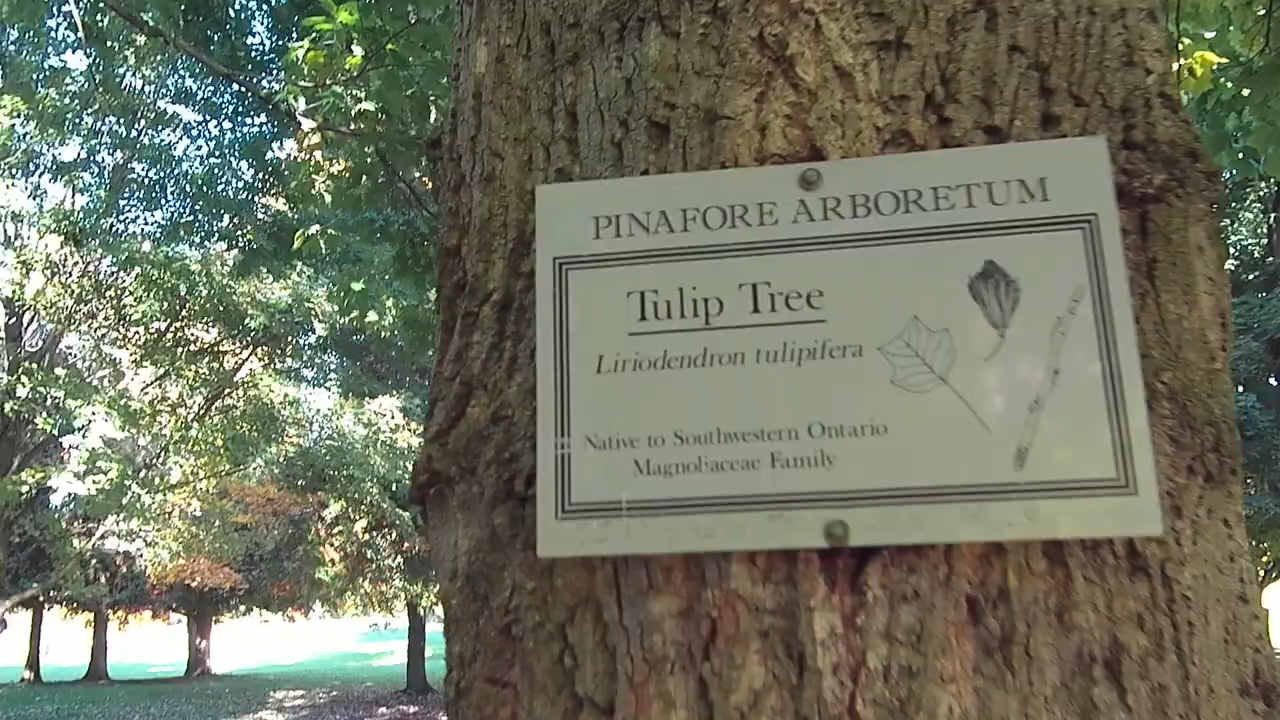 PINAFORE ARBORETUM
Tulip Tree
Liriodendron tulipifera
Native to Southwestern Ontario
Magnoliaceae Family